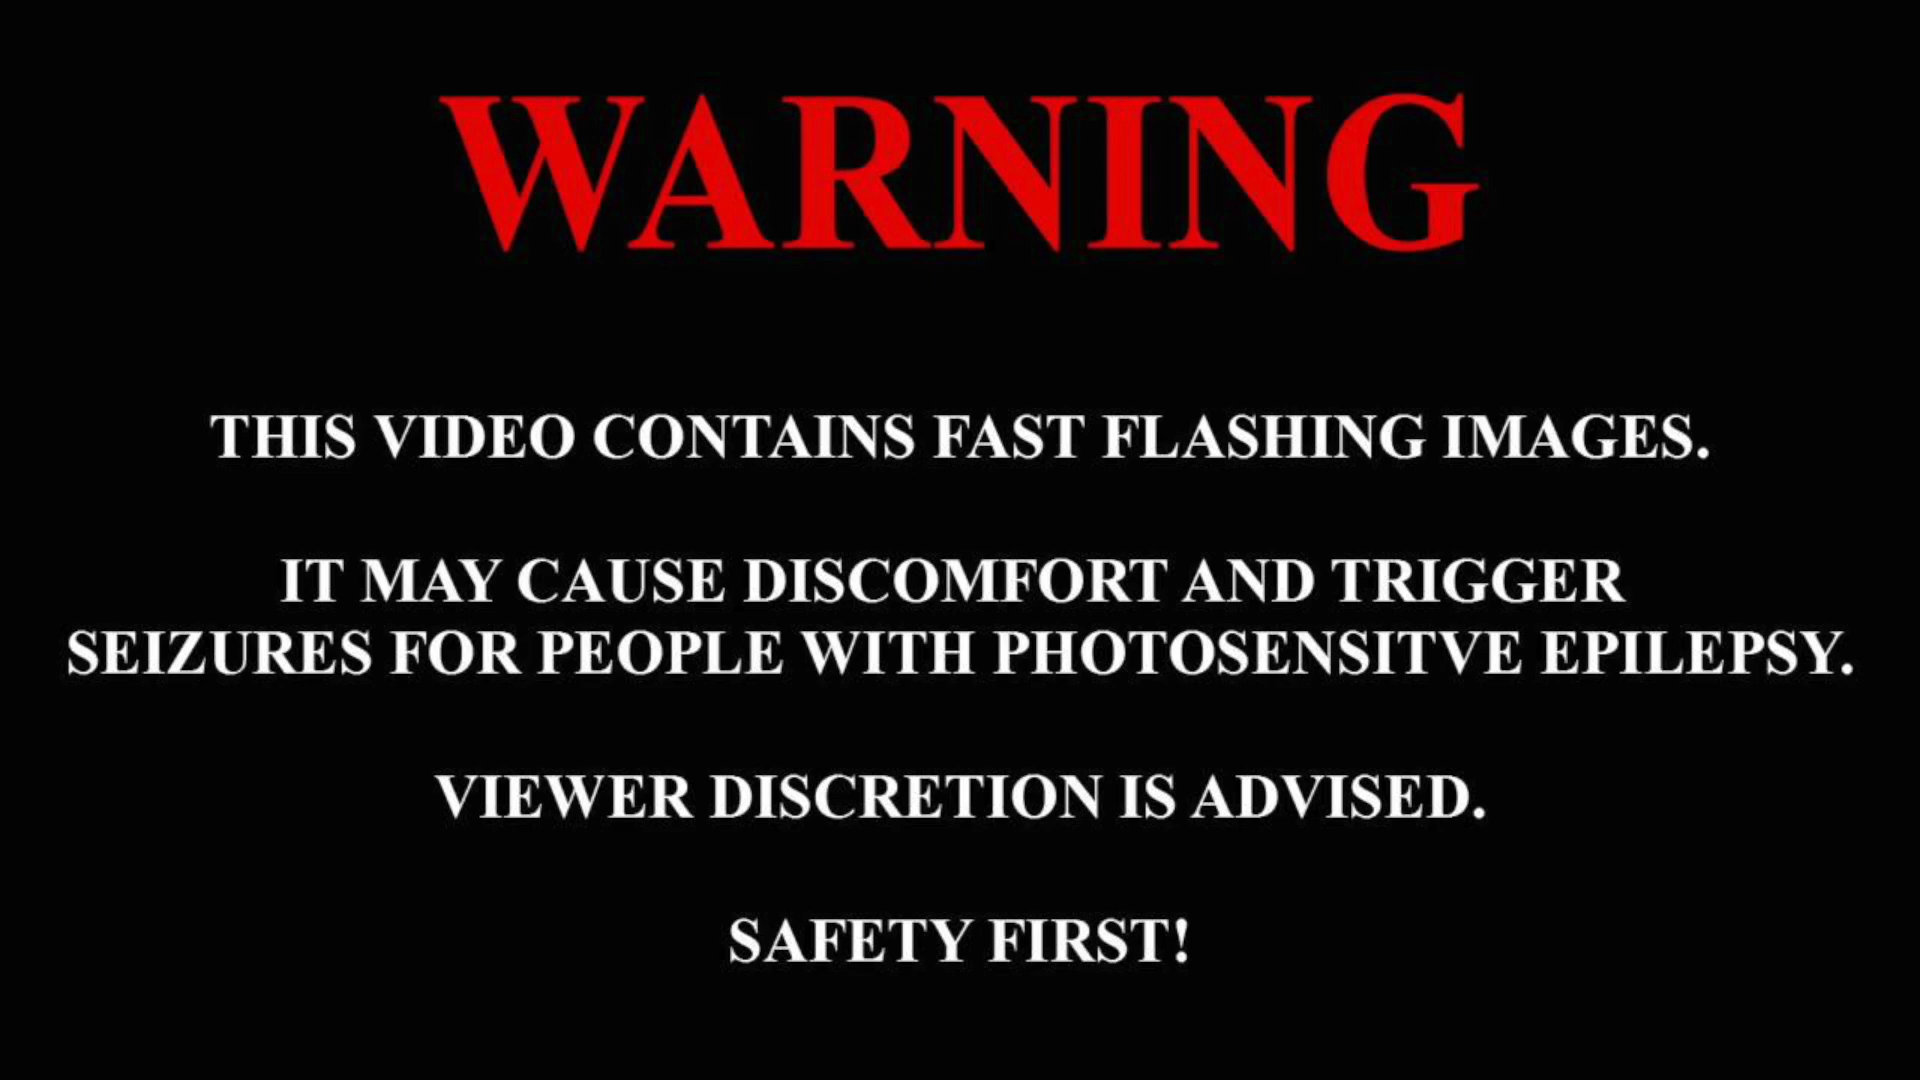 WARNING
THIS VIDEO CONTAINS FAST FLASHING IMAGES.
IT MAY CAUSE DISCOMFORT AND TRIGGER
SEIZURES FOR PEOPLE WITH PHOTOSENSITVE EPILEPSY.
VIEWER DISCRETION IS ADVISED.
SAFETY FIRST!